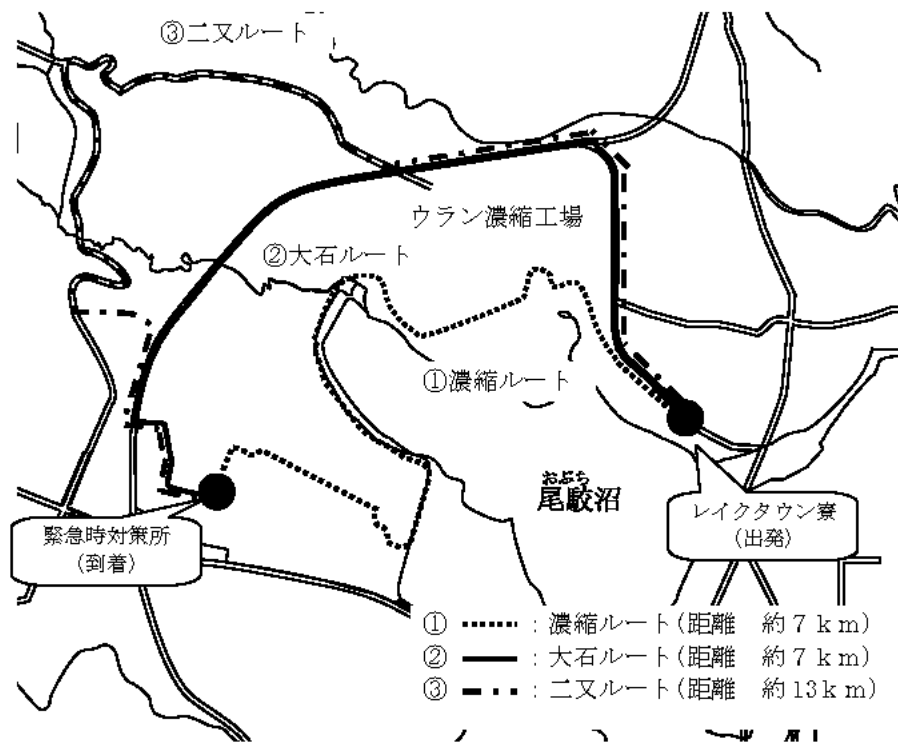 ③二又ルート
ウラン濃縮工場
②大石ルート
①濃縮ルート
おぶち
尾駮沼
レイクタウン寮
(出発)
緊急時対策所
(到着)
① : 濃縮ルート(距離 約7km)
② : 大石ルート(距離 約7km)
③ : 二又ルート(距離 約13km)